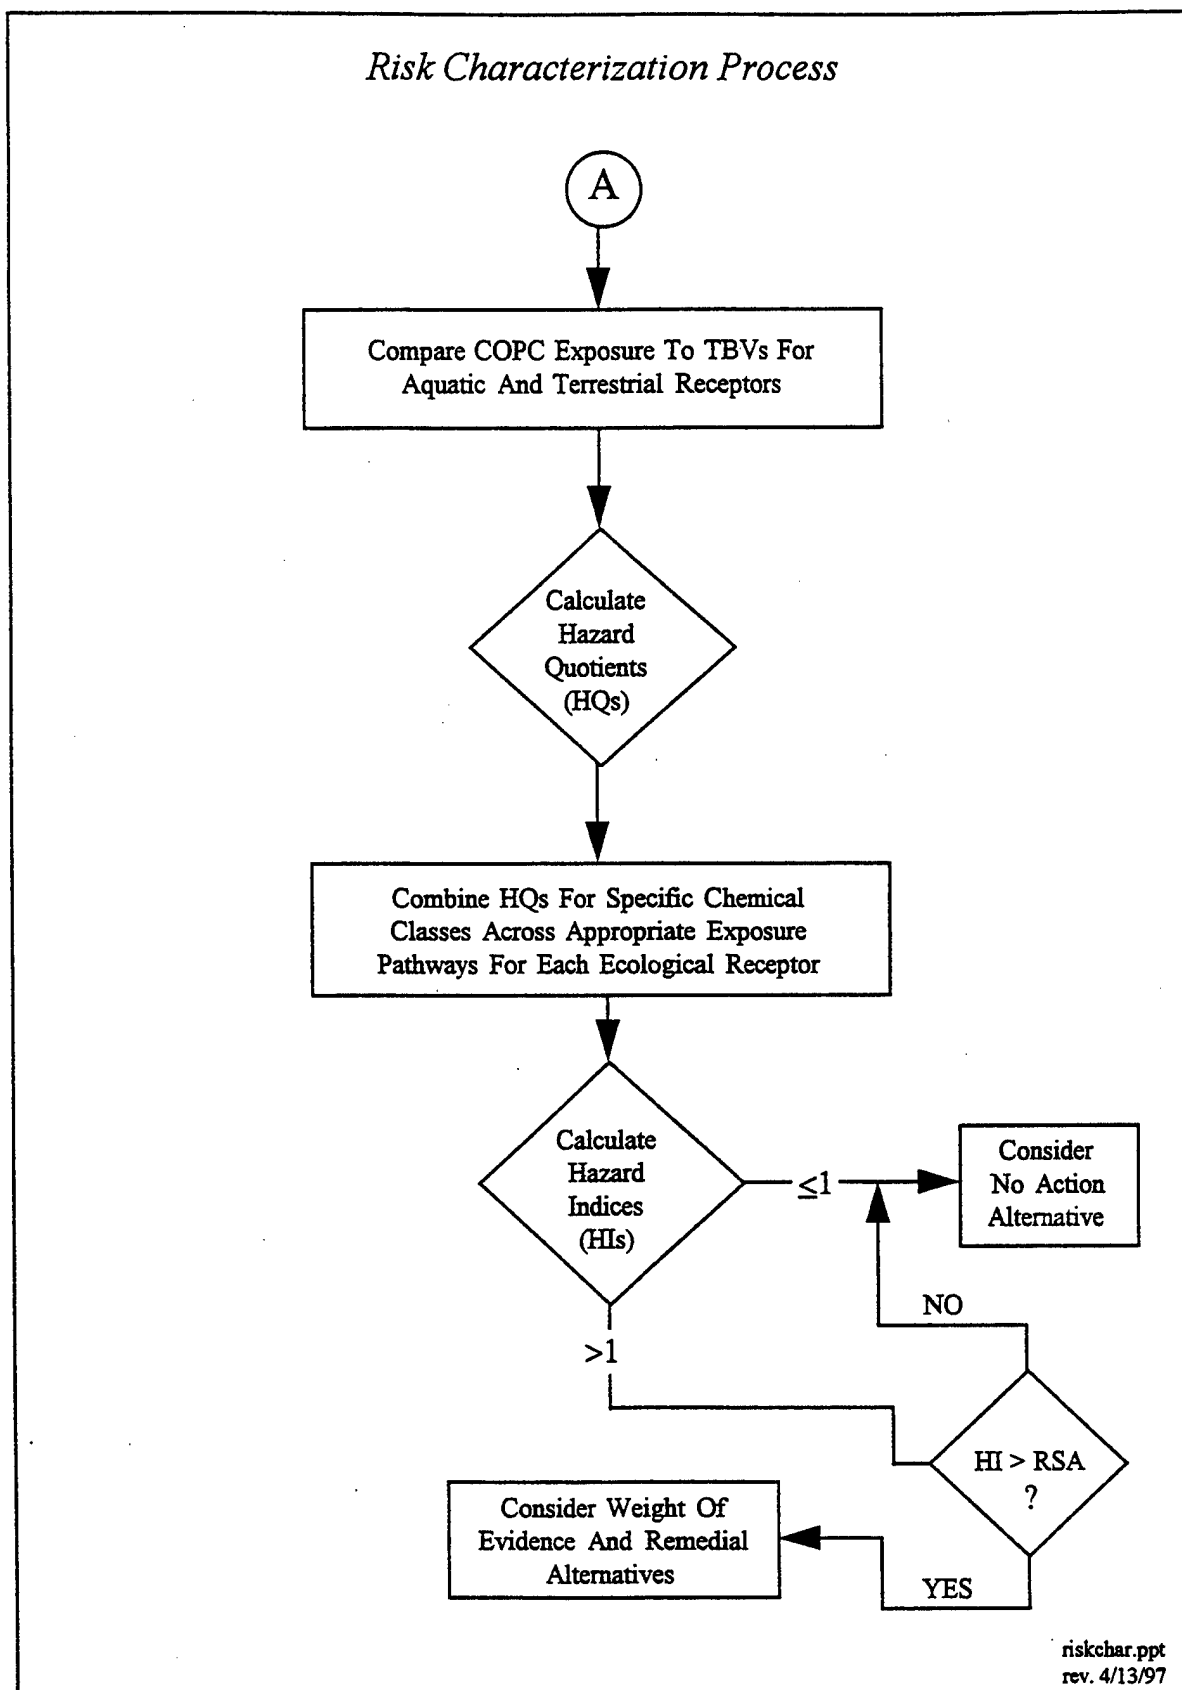 Risk Characterization Process
A
Compare COPC Exposure To TBVs For
Aquatic And Terrestrial Receptors
Calculate
Hazard
Quotients
(HQs)
Combine HQs For Specific Chemical
Classes Across Appropriate Exposure
Pathways For Each Ecological Receptor
Calculate
Hazard
Indices
(HIs)
≤1
Consider
No Action
Alternative
NO
>1
HI > RSA
?
Consider Weight Of
Evidence And Remedial
Alternatives
YES
riskchar.ppt
rev. 4/13/97